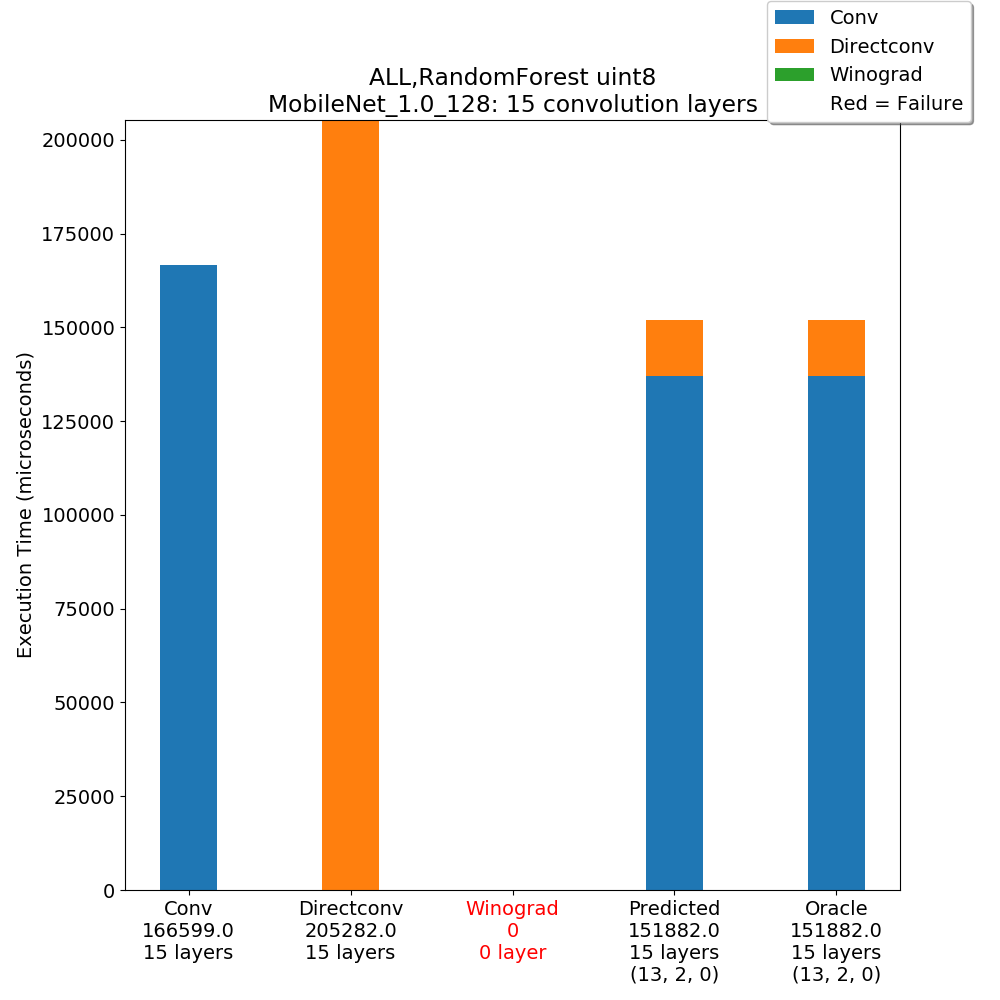 Conv
Directconv
Winograd
Red = Failure
ALL,RandomForest uint8
MobileNet_1.0_128: 15 convolution layers
Execution Time (microseconds)
200000
175000
150000
125000
100000
75000
50000
25000
0
Conv
166599.0
15 layers
Directconv
205282.0
15 layers
Winograd
0
0 layer
Predicted
151882.0
15 layers
(13, 2, 0)
Oracle
151882.0
15 layers
(13, 2, 0)